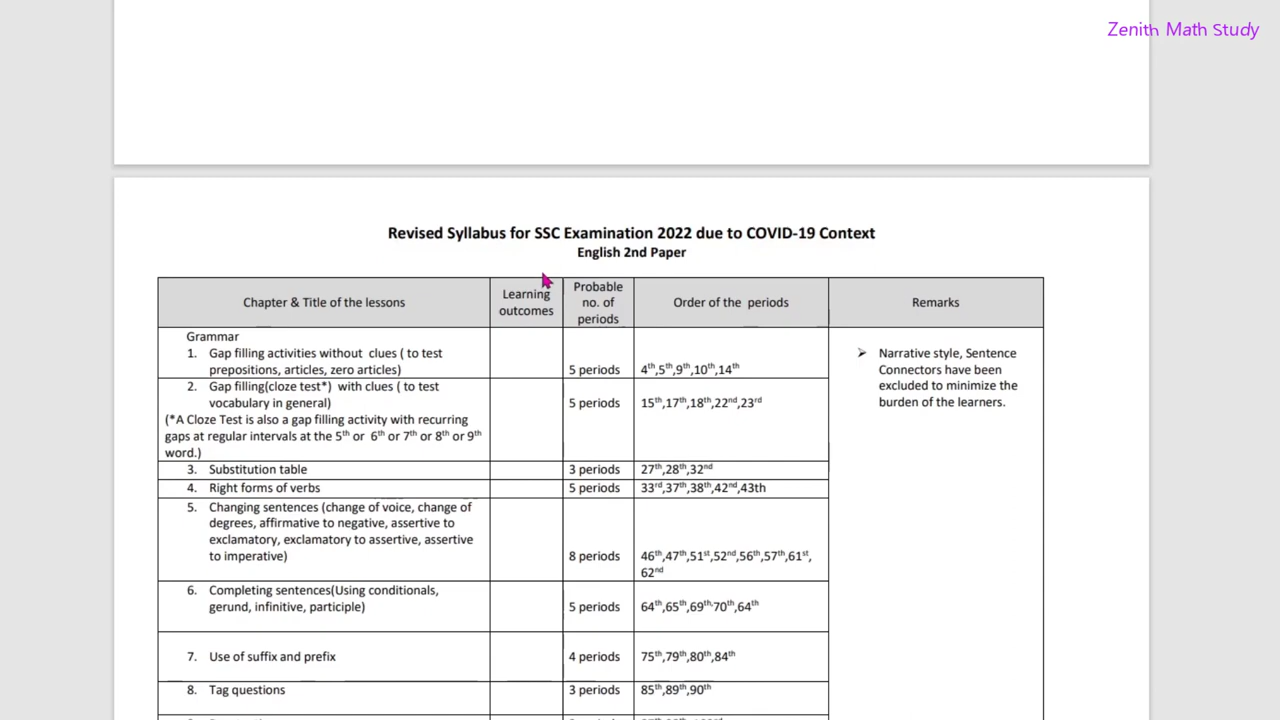 Zenith Math Study
Revised Syllabus for SSC Examination 2022 due to COVID-19 Context
English 2nd Paper
Chapter & Title of the lessons
Learning
outcomes
Probable
no. of
periods
Order of the periods
Remarks
Grammar
1. Gap filling activities without clues ( to test
prepositions, articles, zero articles)
5 periods
4th,5th,9th,10th,14th
➢ Narrative style, Sentence
Connectors have been
excluded to minimize the
burden of the learners.
2. Gap filling(cloze test*) with clues ( to test
vocabulary in general)
(*A Cloze Test is also a gap filling activity with recurring
gaps at regular intervals at the 5th or 6th or 7th or 8th or 9th
word.)
5 periods
15th,17th,18th,22nd,23rd
3. Substitution table
3 periods
27th,28th,32nd
4. Right forms of verbs
5 periods
33rd,37th,38th,42nd,43th
5. Changing sentences (change of voice, change of
degrees, affirmative to negative, assertive to
exclamatory, exclamatory to assertive, assertive
to imperative)
8 periods
46th,47th,51st,52nd,56th,57th,61st,
62nd
6. Completing sentences(Using conditionals,
gerund, infinitive, participle)
5 periods
64th,65th,69th,70th,64th
7. Use of suffix and prefix
4 periods
75th,79th,80th,84th
8. Tag questions
3 periods
85th,89th,90th